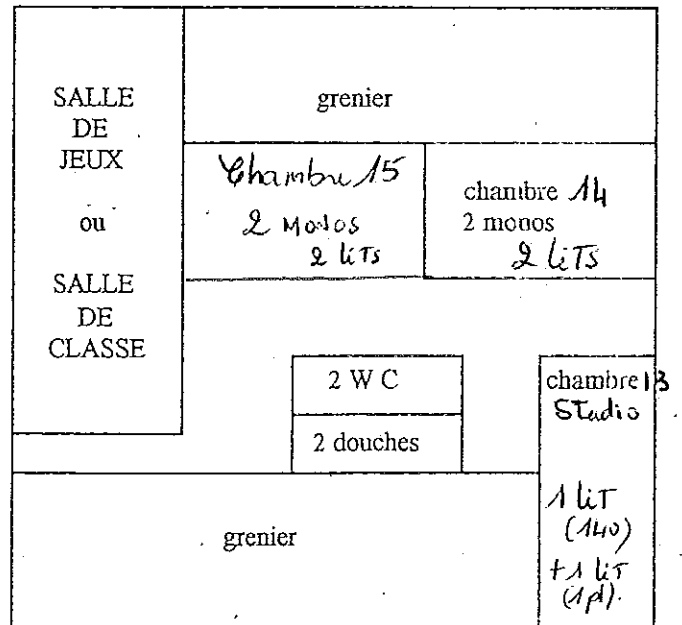 SALLE
DE
JEUX
ou
SALLE
DE
CLASSE
grenier
Chambre 15
2 MONOS
2 LITS
chambre 14
2 monos
2 LITS
2 W C
2 douches
chambre 13
Studio
1 LIT
(140)
+1 LIT
(1pl).
grenier